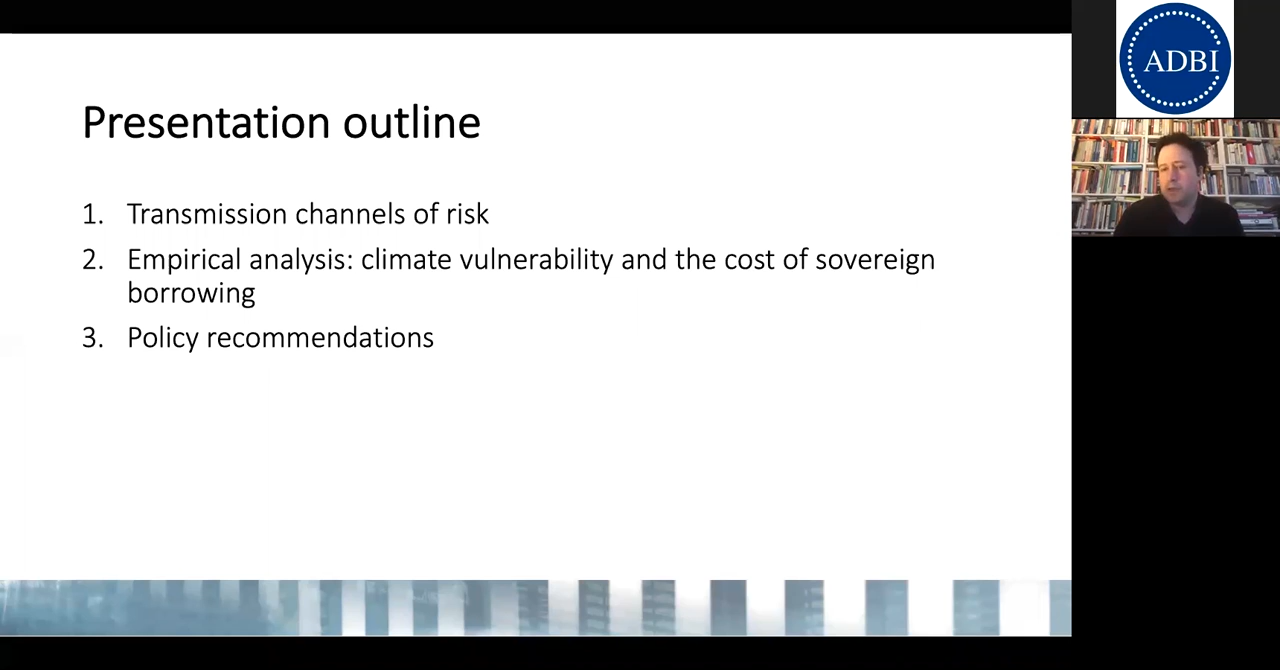 Presentation outline
1. Transmission channels of risk
2. Empirical analysis: climate vulnerability and the cost of sovereign
borrowing
3. Policy recommendations
ADBI